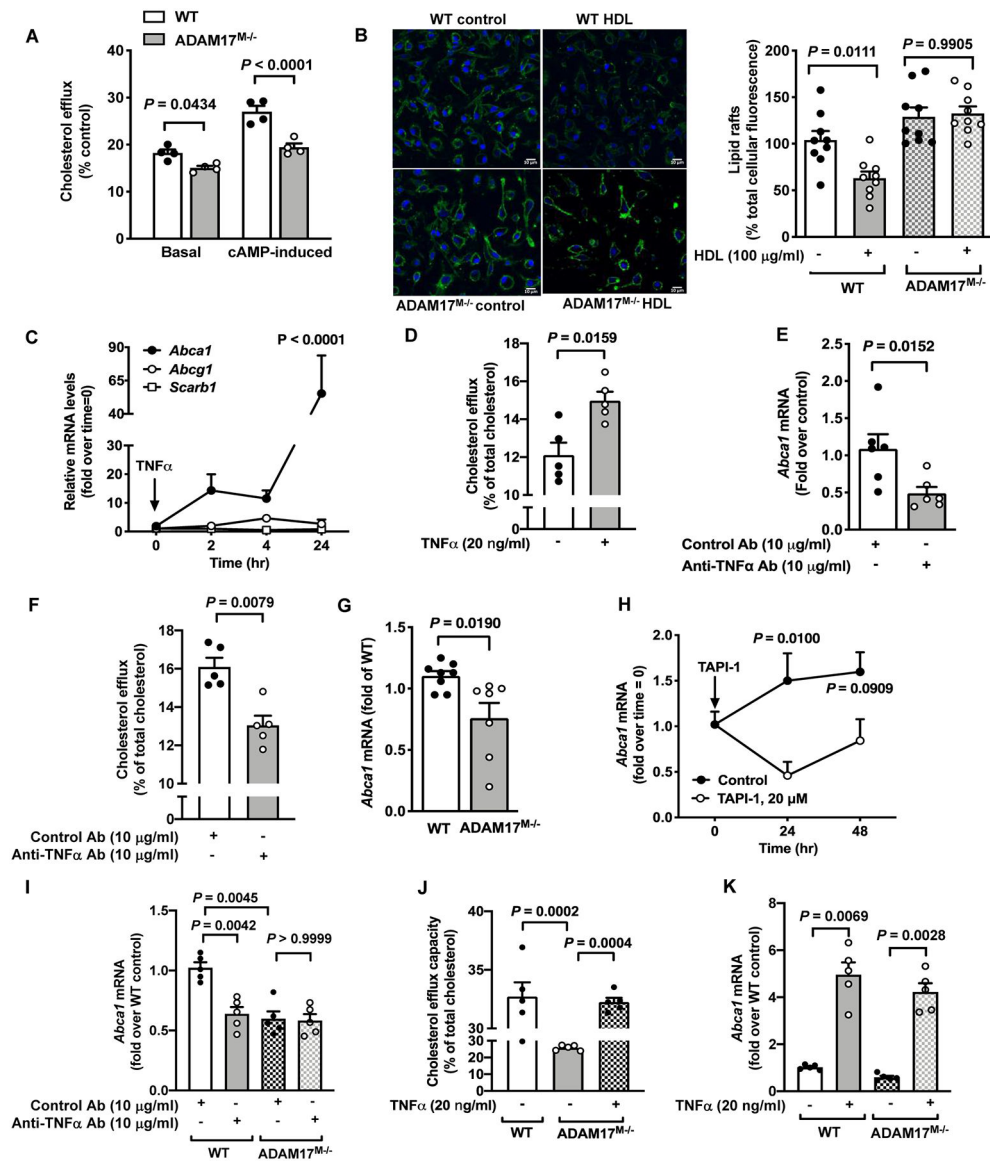 WT
ADAM17M-/-
A
Cholesterol efflux
(% control)
40
30
20
10
0
P = 0.0434
P < 0.0001
Basal
cAMP-induced
B
WT control
WT HDL
10 µm
10 µm
10 µm
10 µm
ADAM17M-/- control
ADAM17M-/- HDL
Lipid rafts
(% total cellular fluorescence)
200
150
100
50
0
P = 0.0111
P = 0.9905
HDL (100 µg/ml)
- + - +
WT
ADAM17M-/-
C
Relative mRNA levels
(fold over time=0)
90
65
40
30
20
10
0
Abca1
Abcg1
Scarb1
P < 0.0001
TNFα
0 2 4 24
Time (hr)
D
Cholesterol efflux
(% of total cholesterol)
18
16
14
12
10
0
P = 0.0159
TNFα (20 ng/ml)
- +
E
Abca1 mRNA
(Fold over control)
2.5
2.0
1.5
1.0
0.5
0.0
P = 0.0152
Control Ab (10 µg/ml) + -
Anti-TNFα Ab (10 µg/ml) - +
F
Cholesterol efflux
(% of total cholesterol)
18
16
14
12
10
0
P = 0.0079
Control Ab (10 µg/ml) + -
Anti-TNFα Ab (10 µg/ml) - +
G
Abca1 mRNA (fold of WT)
1.5
1.0
0.5
0.0
P = 0.0190
WT ADAM17M-/-
H
Abca1 mRNA
(fold over time = 0)
2.0
1.5
1.0
0.5
0.0
TAPI-1
P = 0.0100
P = 0.0909
Control
TAPI-1, 20 µM
0 24 48
Time (hr)
I
Abca1 mRNA
(fold over WT control)
1.5
1.0
0.5
0.0
P = 0.0045
P = 0.0042
P > 0.9999
Control Ab (10 µg/ml) + - + -
Anti-TNFα Ab (10 µg/ml) - + - +
WT
ADAM17M-/-
J
Cholesterol efflux capacity
(% of total cholesterol)
40
35
30
30
20
10
0
P = 0.0002
P = 0.0004
TNFα (20 ng/ml)
- - +
WT
ADAM17M-/-
K
Abca1 mRNA
(fold over WT control)
8
6
4
2
0
P = 0.0069
P = 0.0028
TNFα (20 ng/ml)
- + - +
WT
ADAM17M-/-